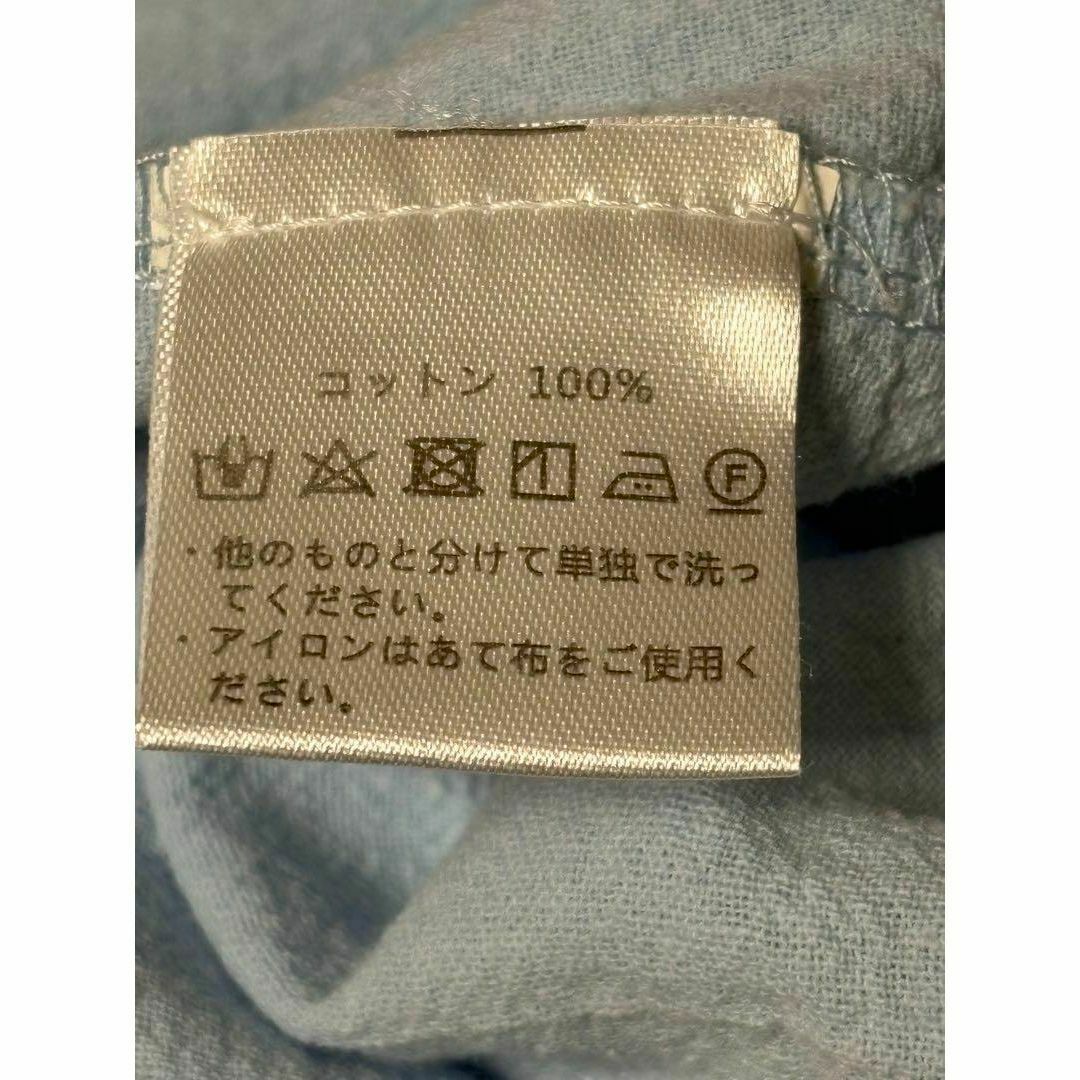 コットン 100%
F
・他のものと分けて単独で洗っ
てください。
・アイロンはあて布をご使用く
ださい。